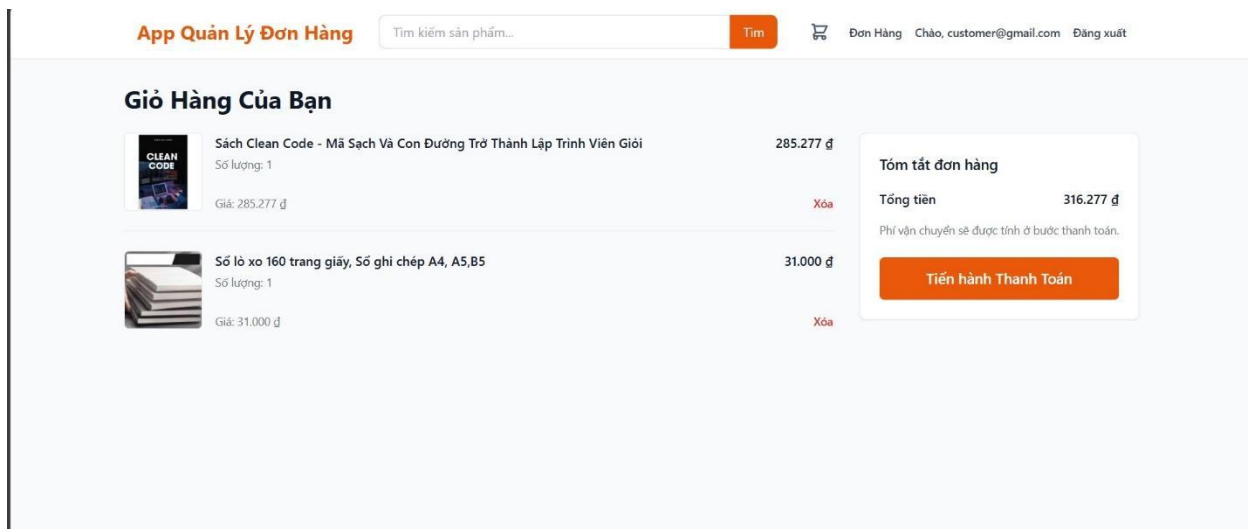 App Quản Lý Đơn Hàng
Tìm kiếm sản phẩm...
Tìm
Đơn Hàng
Chào, customer@gmail.com
Đăng xuất
Giỏ Hàng Của Bạn
CLEAN
CODE
Sách Clean Code - Mã Sạch Và Con Đường Trở Thành Lập Trình Viên Giỏi
285.277 ₫
Số lượng: 1
Giá: 285.277 ₫
Xóa
Sổ lò xo 160 trang giấy, Sổ ghi chép A4, A5,B5
31.000 ₫
Số lượng: 1
Giá: 31.000 ₫
Xóa
Tóm tắt đơn hàng
Tổng tiền
316.277 ₫
Phí vận chuyển sẽ được tính ở bước thanh toán.
Tiến hành Thanh Toán